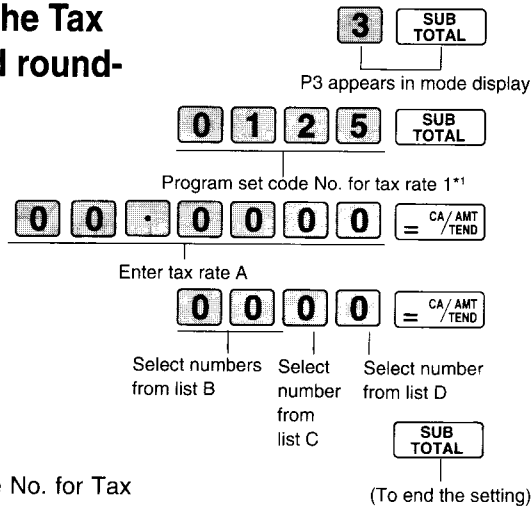 he Tax
d round-
3 SUB TOTAL
P3 appears in mode display
0 1 2 5 SUB TOTAL
Program set code No. for tax rate 1*1
0 0 . 0 0 0 0 = CA/AMT TEND
Enter tax rate A
0 0 0 0 = CA/AMT TEND
Select numbers from list B
Select number from list C
Select number from list D
SUB TOTAL
(To end the setting)
e No. for Tax